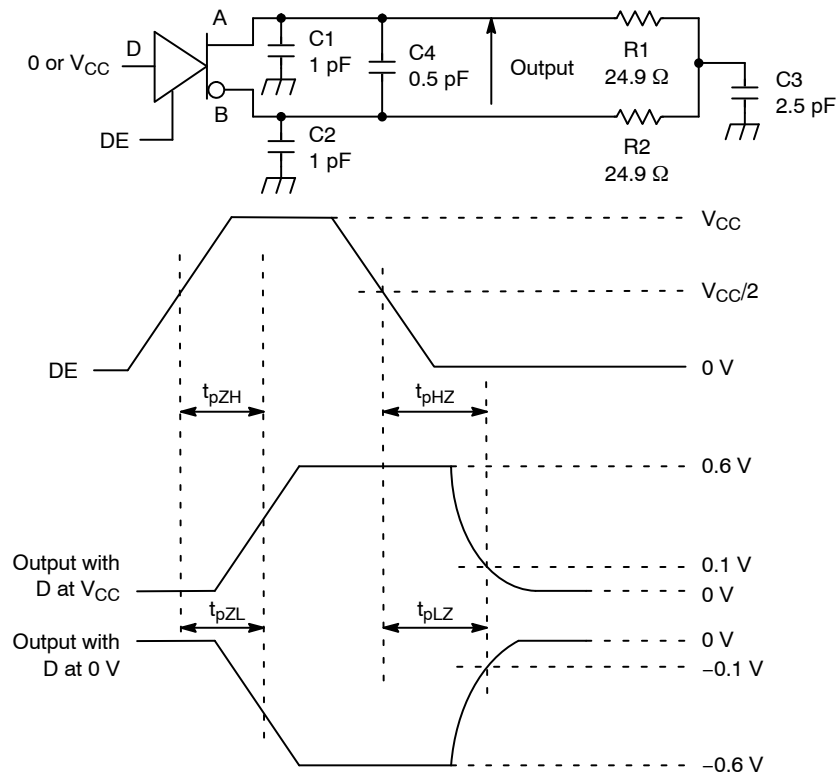 0 or VCC
D
A
B
DE
C1
1 pF
C2
1 pF
C4
0.5 pF
Output
R1
24.9 Ω
R2
24.9 Ω
C3
2.5 pF
VCC
VCC/2
DE
0 V
tpZH
tpHZ
0.6 V
Output with
D at VCC
0.1 V
0 V
tpZL
tpLZ
Output with
D at 0 V
0 V
−0.1 V
−0.6 V